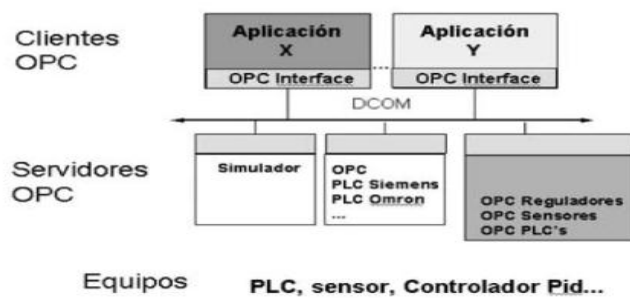 Clientes
OPC
Aplicación
X
OPC Interface
Aplicación
Y
OPC Interface
DCOM
Servidores
OPC
Simulador
OPC
PLC Siemens
PLC Omron
...
OPC Reguladores
OPC Sensores
OPC PLC's
Equipos
PLC, sensor, Controlador Pid...